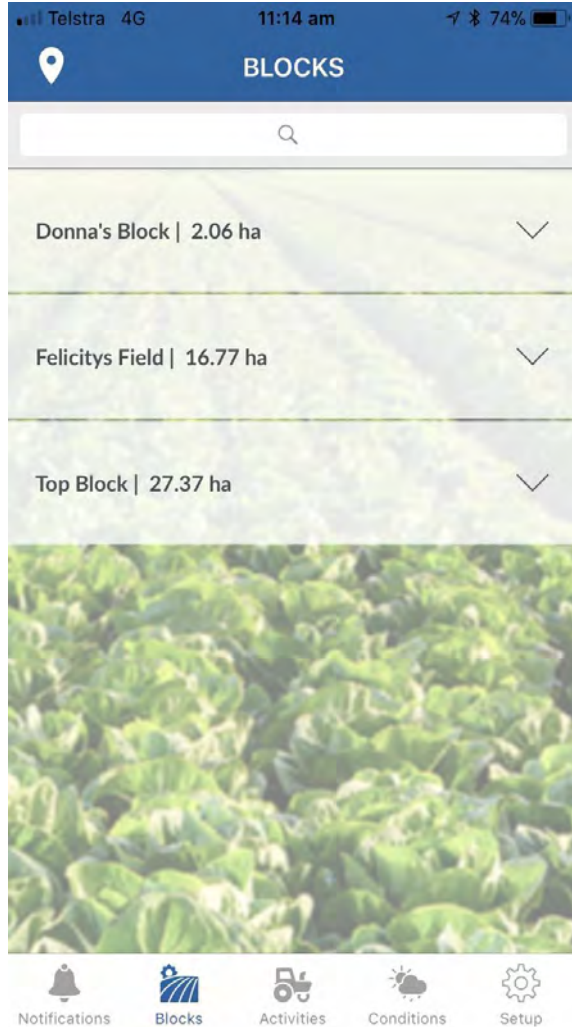 Telstra 4G 11:14 am 74%
BLOCKS
Donna's Block | 2.06 ha
Felicitys Field | 16.77 ha
Top Block | 27.37 ha
Notifications Blocks Activities Conditions Setup